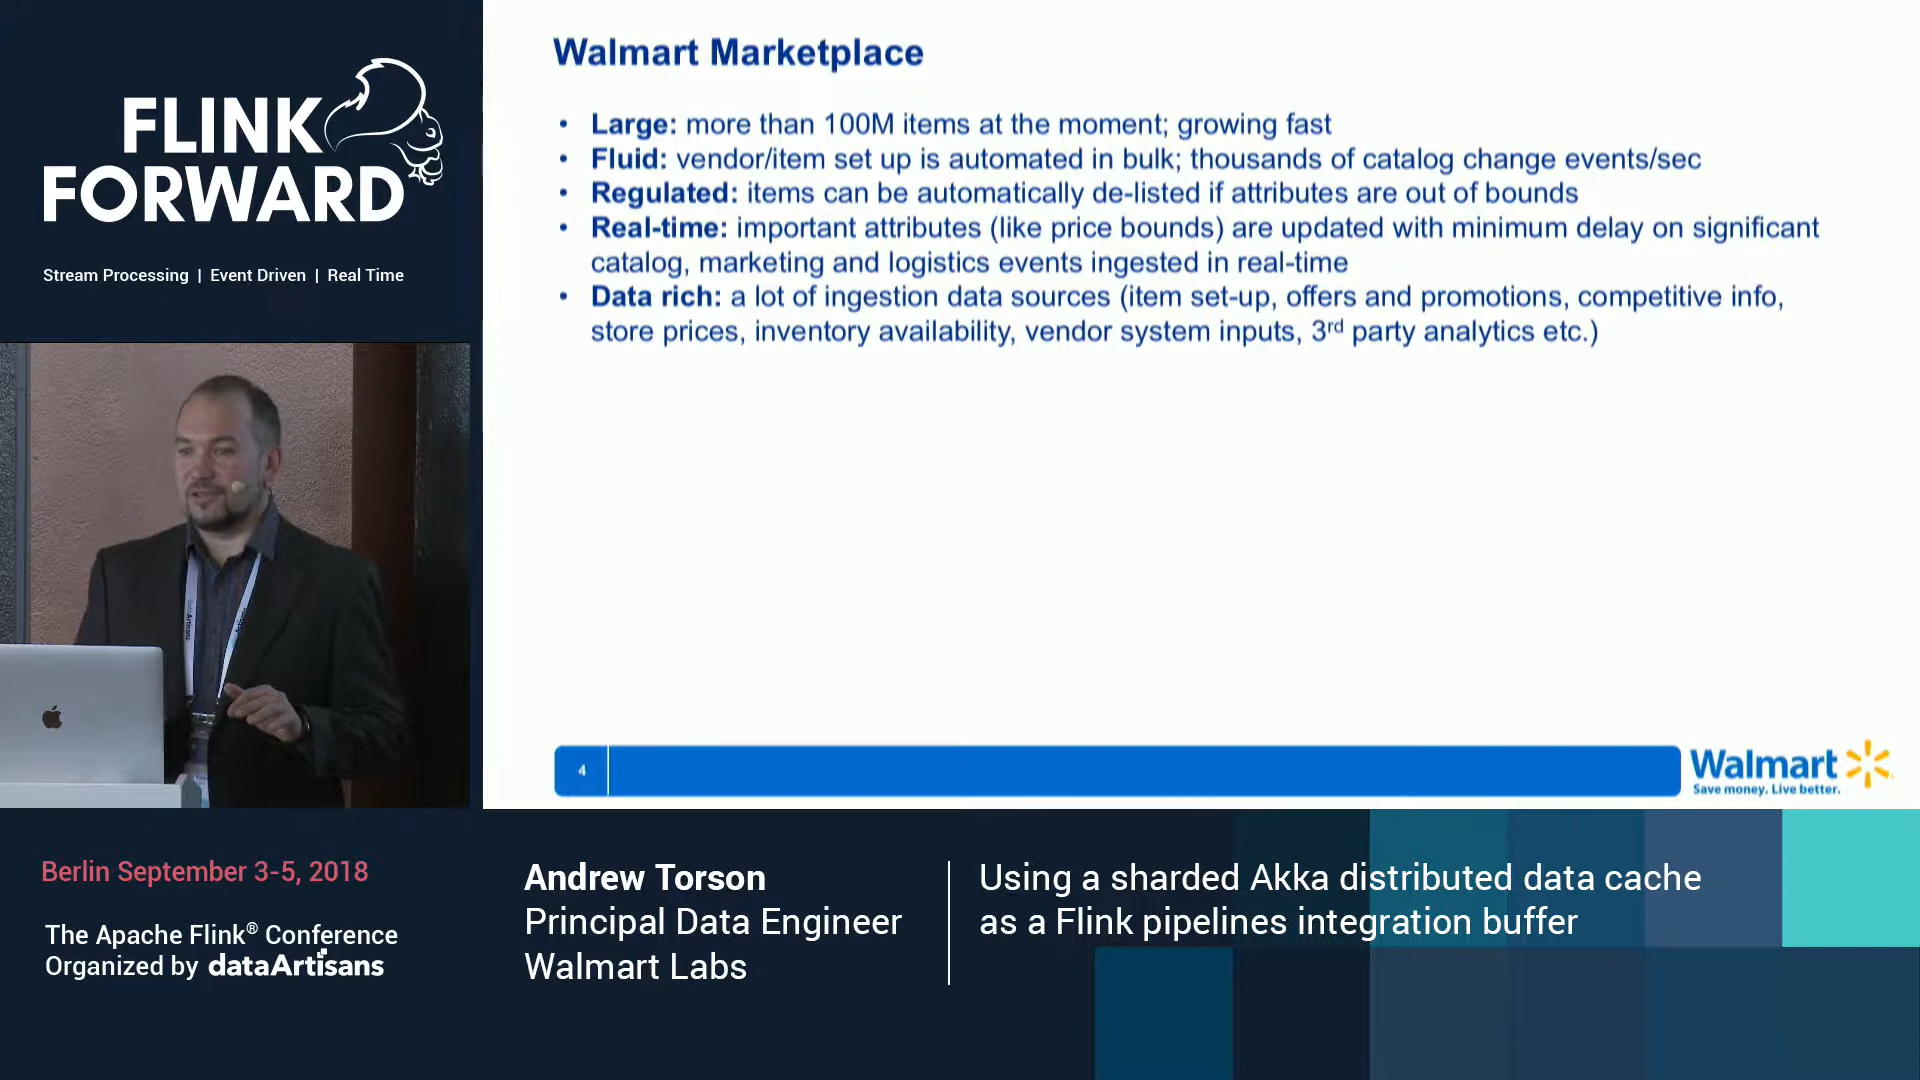 FLINK
FORWARD
Stream Processing | Event Driven | Real Time
Walmart Marketplace
• Large: more than 100M items at the moment; growing fast
• Fluid: vendor/item set up is automated in bulk; thousands of catalog change events/sec
• Regulated: items can be automatically de-listed if attributes are out of bounds
• Real-time: important attributes (like price bounds) are updated with minimum delay on significant
catalog, marketing and logistics events ingested in real-time
• Data rich: a lot of ingestion data sources (item set-up, offers and promotions, competitive info,
store prices, inventory availability, vendor system inputs, 3rd party analytics etc.)
4
Walmart
Save money. Live better.
Berlin September 3-5, 2018
The Apache Flink® Conference
Organized by dataArtisans
Andrew Torson
Principal Data Engineer
Walmart Labs
Using a sharded Akka distributed data cache
as a Flink pipelines integration buffer